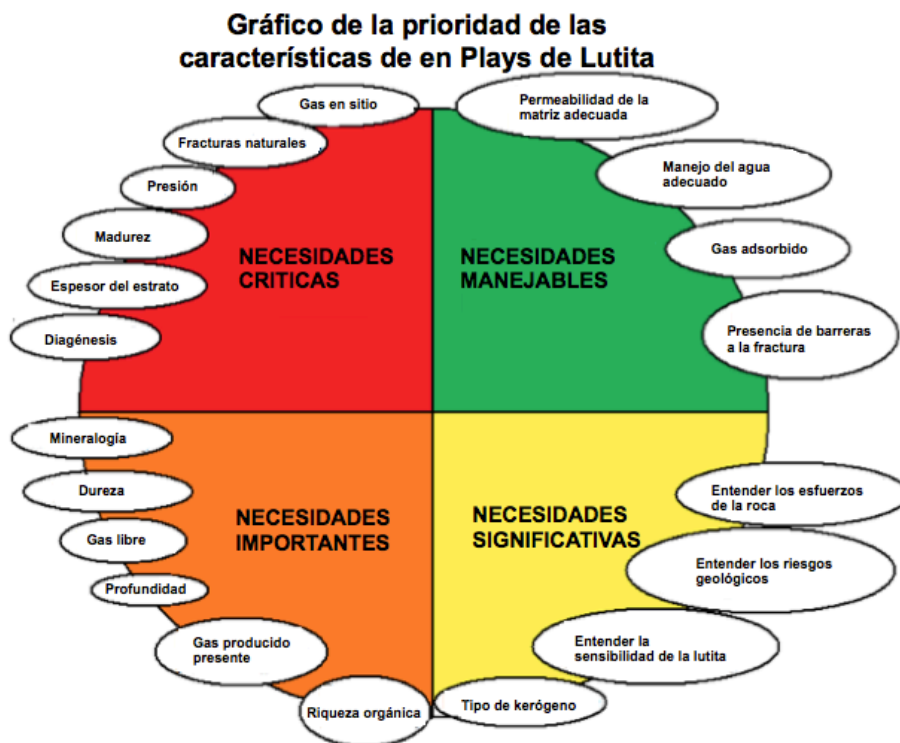 Gráfico de la prioridad de las
características de en Plays de Lutita
Gas en sitio
Fracturas naturales
Presión
Madurez
Espesor del estrato
Diagénesis
NECESIDADES
CRITICAS
Permeabilidad de la
matriz adecuada
Manejo del agua
adecuado
Gas adsorbido
Presencia de barreras
a la fractura
NECESIDADES
MANEJABLES
Mineralogía
Dureza
Gas libre
Profundidad
Gas producido
presente
Riqueza orgánica
NECESIDADES
IMPORTANTES
Entender los esfuerzos
de la roca
Entender los riesgos
geológicos
Entender la
sensibilidad de la lutita
Tipo de kerógeno
NECESIDADES
SIGNIFICATIVAS